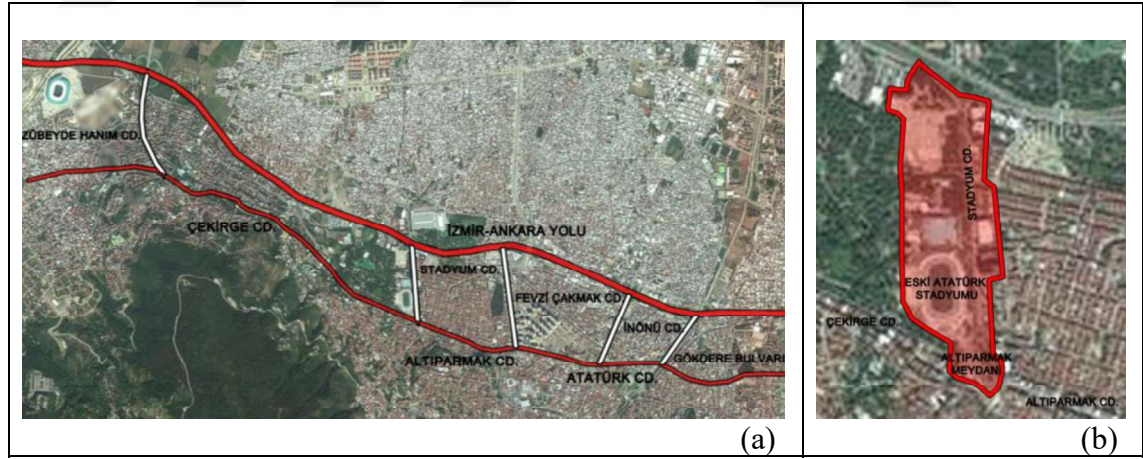 ZÜBEYDE HANIM CD.
ÇEKİRGE CD.
İZMİR-ANKARA YOLU
STADYUM CD.
FEVZİ ÇAKMAK CD.
İNÖNÜ CD.
GÖKDERE BULVARI
ALTIPARMAK CD.
ATATÜRK CD.
(a)
STADYUM CD.
ESKİ ATATÜRK
STADYUMU
ÇEKİRGE CD.
ALTIPARMAK
MEYDANI
ALTIPARMAK CD.
(b)